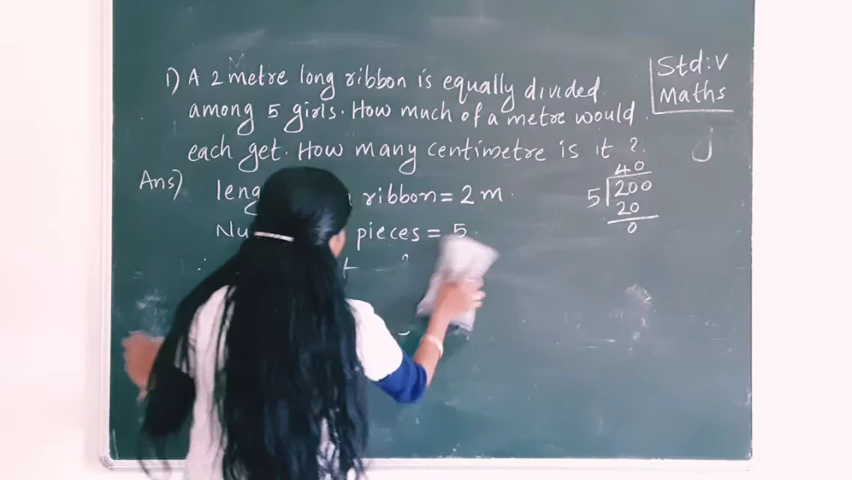 1) A 2 metre long ribbon is equally divided
among 5 girls. How much of a metre would
each get. How many centimetre is it ?
Std: V
Maths
Ans)
ribbon = 2 m.
pieces = 5
40
5 200
20
0